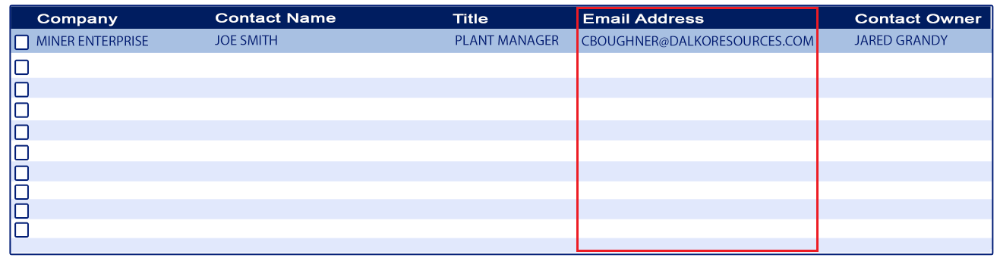 Company Contact Name Title Email Address Contact Owner
MINER ENTERPRISE JOE SMITH PLANT MANAGER CBOUGHNER@DALKORESOURCES.COM JARED GRANDY